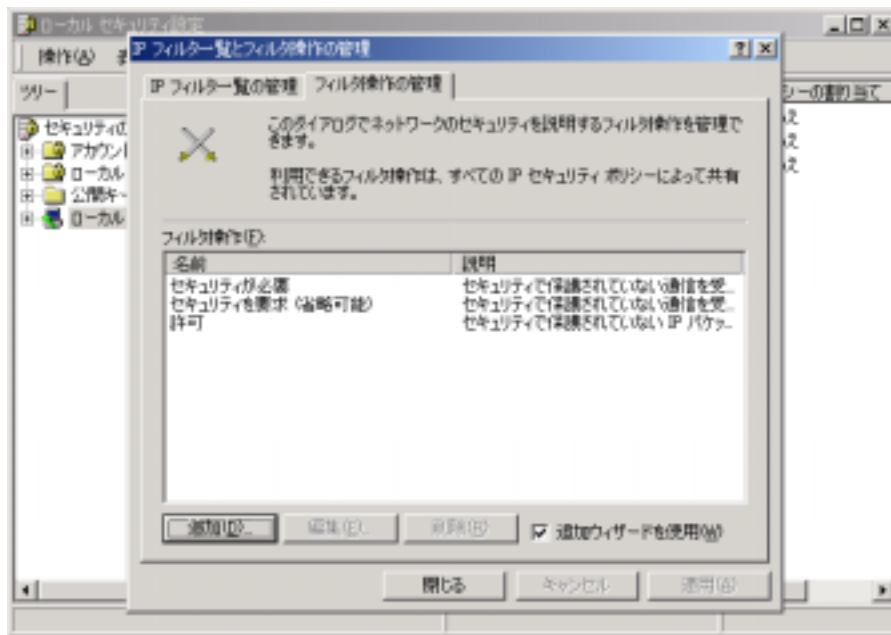 ローカル セキュリティ設定
操作(A)
ツリー
セキュリティの
アカウント
ローカル
公開キー
ローカル
シーの割り当て
IP フィルタ一覧とフィルタ操作の管理
IP フィルタ一覧の管理
フィルタ操作の管理
このダイアログでネットワークのセキュリティを説明するフィルタ操作を管理で
きます。
利用できるフィルタ操作は、すべての IP セキュリティ ポリシーによって共有
されています。
フィルタ操作(F):
名前 説明
セキュリティが必要 セキュリティで保護されていない通信を受...
セキュリティを要求 (省略可能) セキュリティで保護されていない通信を受...
許可 セキュリティで保護されていない IP パケッ...
追加(D)... 編集(E)... 削除(R) 追加ウィザードを使用(W)
閉じる キャンセル 適用(A)